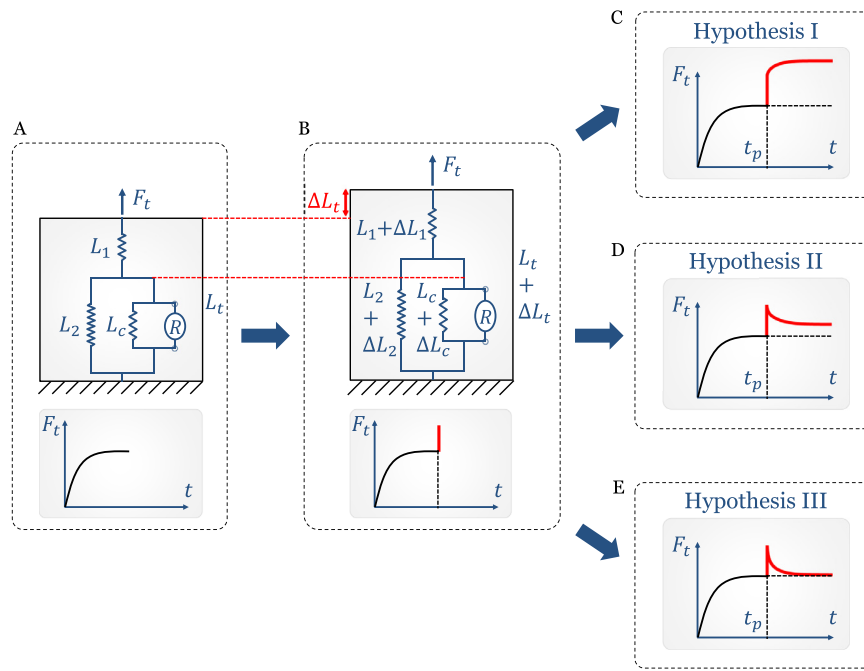 A
F_t
L_1
L_2
L_c
R
L_t
F_t
t
B
ΔL_t
F_t
L_1+ΔL_1
L_2
+
ΔL_2
L_c
+
ΔL_c
R
L_t
+
ΔL_t
F_t
t
C
Hypothesis I
F_t
t_p
t
D
Hypothesis II
F_t
t_p
t
E
Hypothesis III
F_t
t_p
t